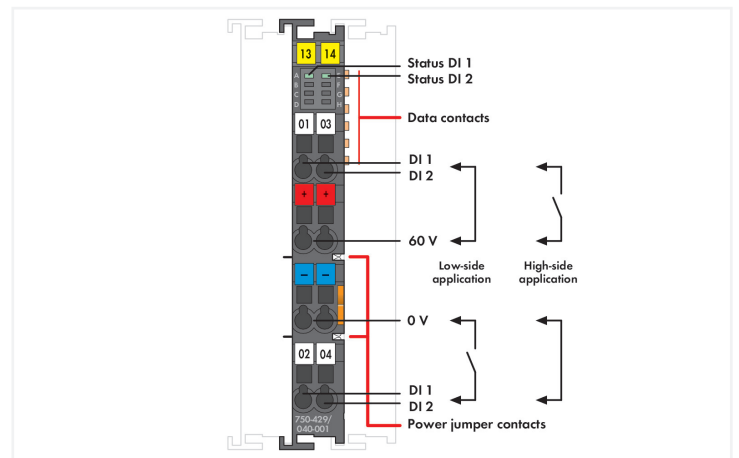 13 14
Status DI 1
Status DI 2
A E
B F
C G
D H
Data contacts
01 03
DI 1
DI 2
+ +
60 V
Low-side
application
High-side
application
– –
0 V
02 04
DI 1
DI 2
750-429/
040-001
Power jumper contacts